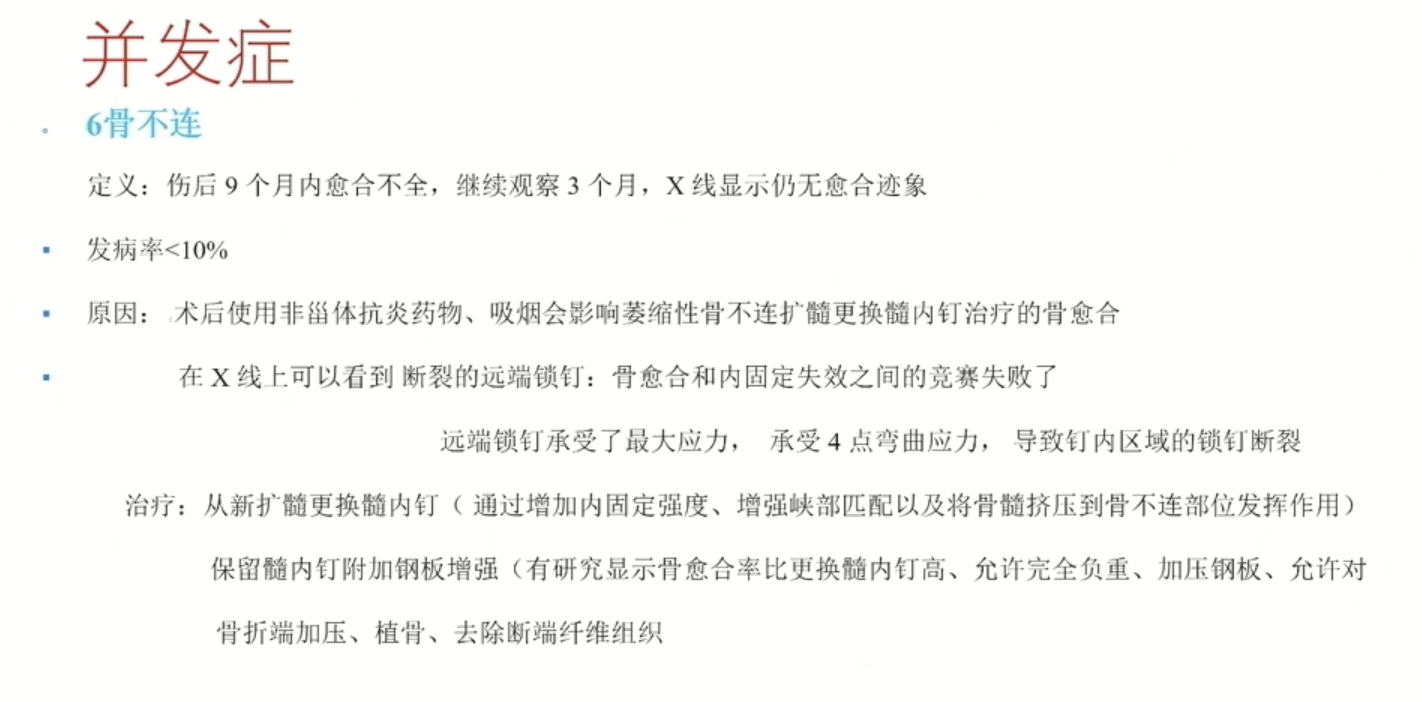 并发症
6骨不连
定义：伤后 9 个月内愈合不全，继续观察 3 个月，X 线显示仍无愈合迹象
发病率<10%
原因： 术后使用非甾体抗炎药物、吸烟会影响萎缩性骨不连扩髓更换髓内钉治疗的骨愈合
在 X 线上可以看到 断裂的远端锁钉：骨愈合和内固定失效之间的竞赛失败了
远端锁钉承受了最大应力， 承受 4 点弯曲应力， 导致钉内区域的锁钉断裂
治疗：从新扩髓更换髓内钉（ 通过增加内固定强度、增强峡部匹配以及将骨髓挤压到骨不连部位发挥作用）
保留髓内钉附加钢板增强（有研究显示骨愈合率比更换髓内钉高、允许完全负重、加压钢板、允许对
骨折端加压、植骨、去除断端纤维组织